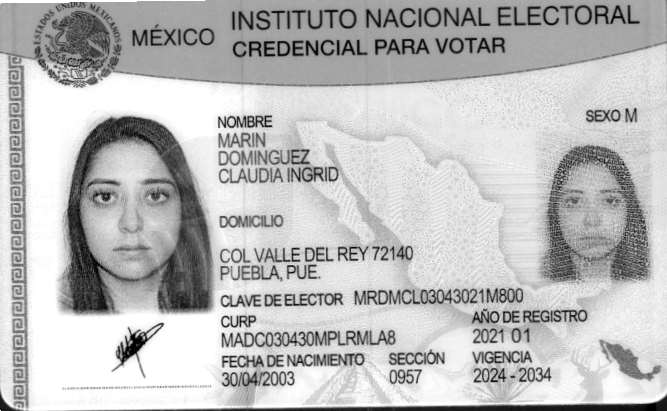 ESTADOS UNIDOS MEXICANOS
MÉXICO INSTITUTO NACIONAL ELECTORAL
CREDENCIAL PARA VOTAR
NOMBRE
SEXO M
MARIN
DOMINGUEZ
CLAUDIA INGRID
DOMICILIO
COL VALLE DEL REY 72140
PUEBLA, PUE.
CLAVE DE ELECTOR MRDMCL03043021M800
CURP AÑO DE REGISTRO
MADC030430MPLRMLA8 2021 01
FECHA DE NACIMIENTO SECCIÓN VIGENCIA
30/04/2003 0957 2024 - 2034